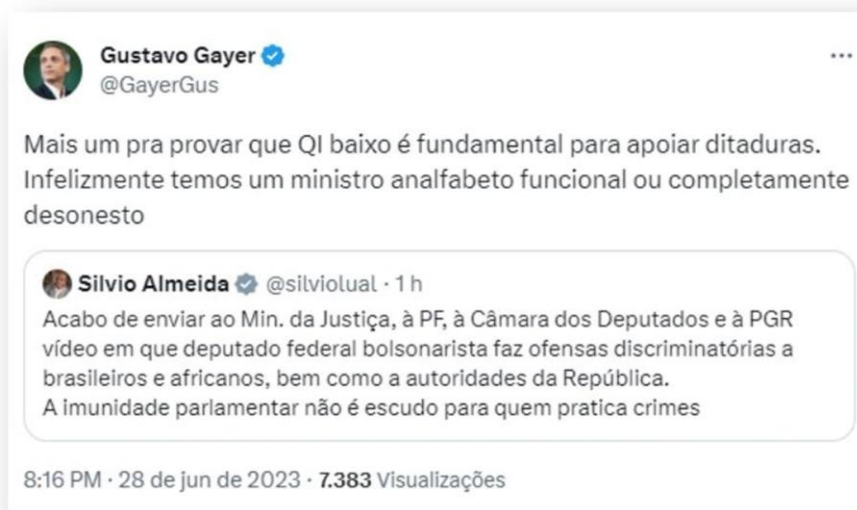 Gustavo Gayer
@GayerGus
Mais um pra provar que QI baixo é fundamental para apoiar ditaduras.
Infelizmente temos um ministro analfabeto funcional ou completamente
desonesto
Silvio Almeida @silviolual · 1 h
Acabo de enviar ao Min. da Justiça, à PF, à Câmara dos Deputados e à PGR
vídeo em que deputado federal bolsonarista faz ofensas discriminatórias a
brasileiros e africanos, bem como a autoridades da República.
A imunidade parlamentar não é escudo para quem pratica crimes
8:16 PM · 28 de jun de 2023 · 7.383 Visualizações